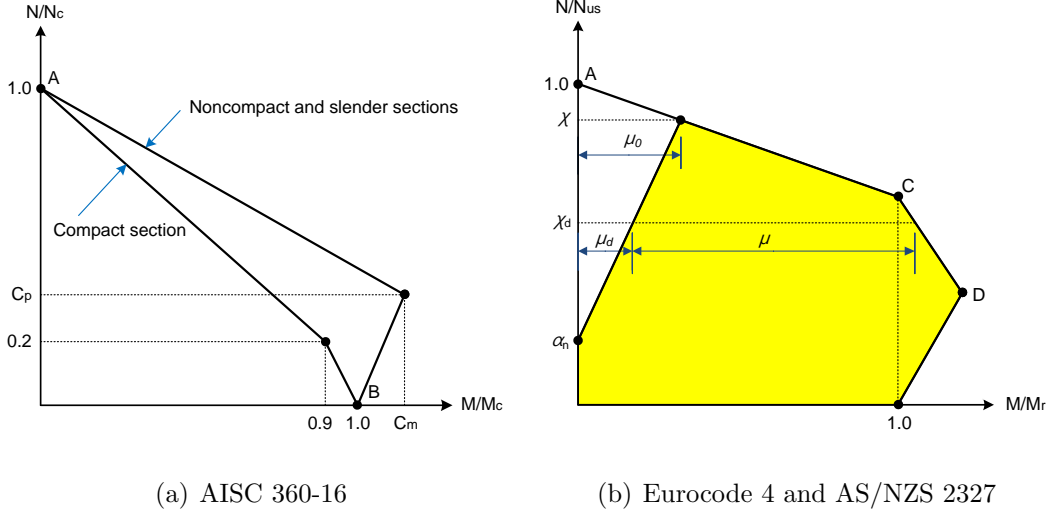 N/Nc
A
1.0
Noncompact and slender sections
Compact section
Cp
0.2
B
M/Mc
0.9
1.0
Cm
(a) AISC 360-16
N/Nus
A
1.0
χ
μ0
C
χd
μd
μ
D
αn
M/Mr
1.0
(b) Eurocode 4 and AS/NZS 2327